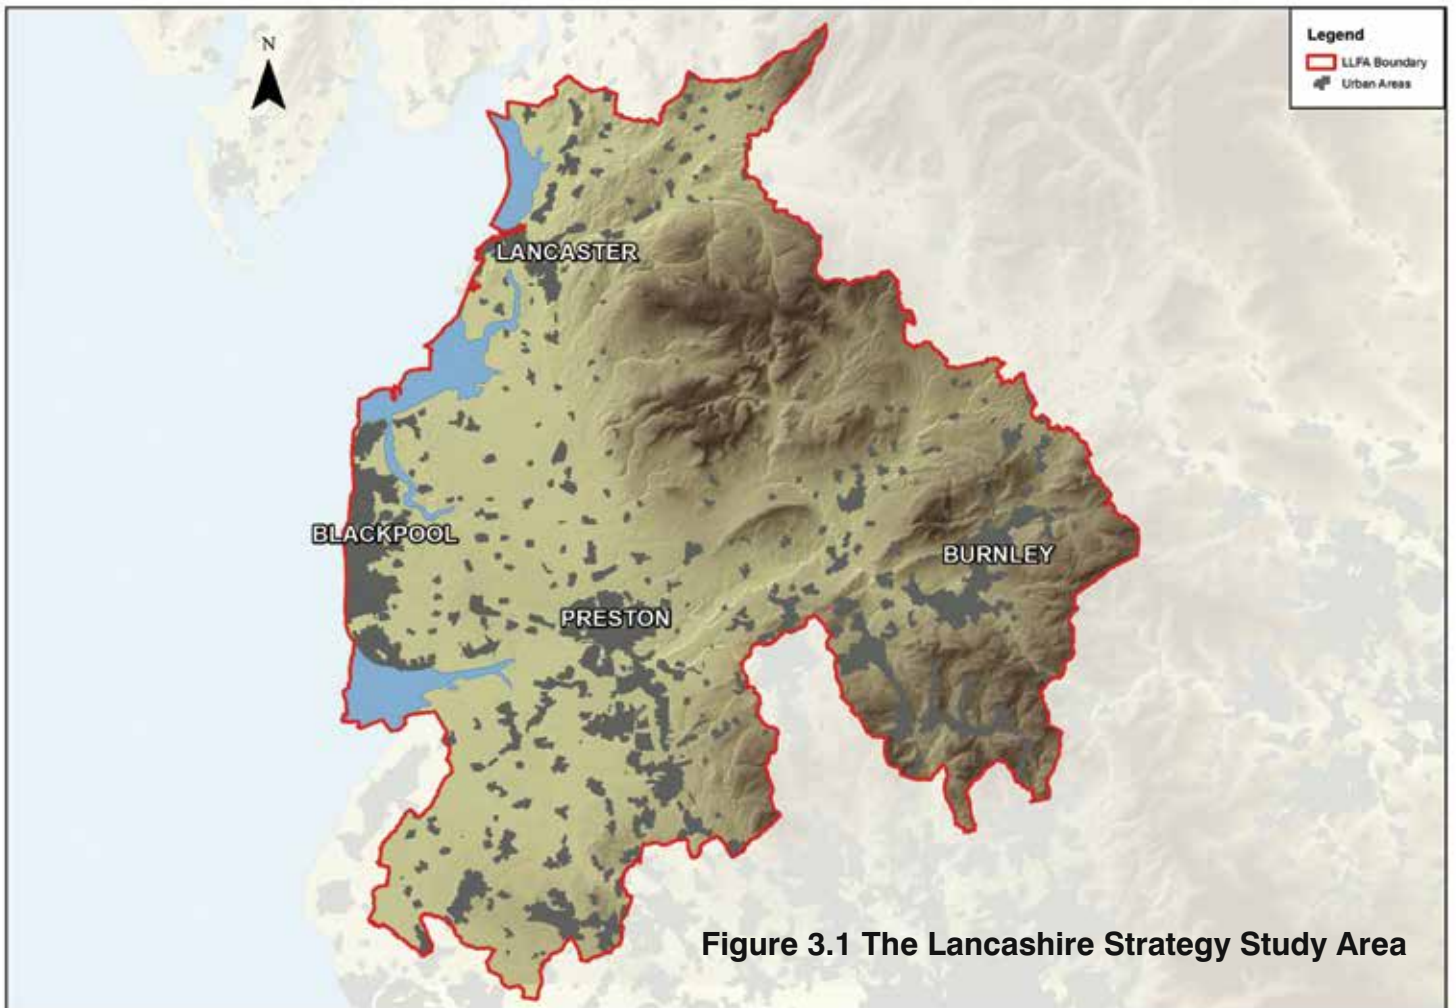 N
Legend
LLFA Boundary
Urban Areas
LANCASTER
BLACKPOOL
BURNLEY
PRESTON
Figure 3.1 The Lancashire Strategy Study Area